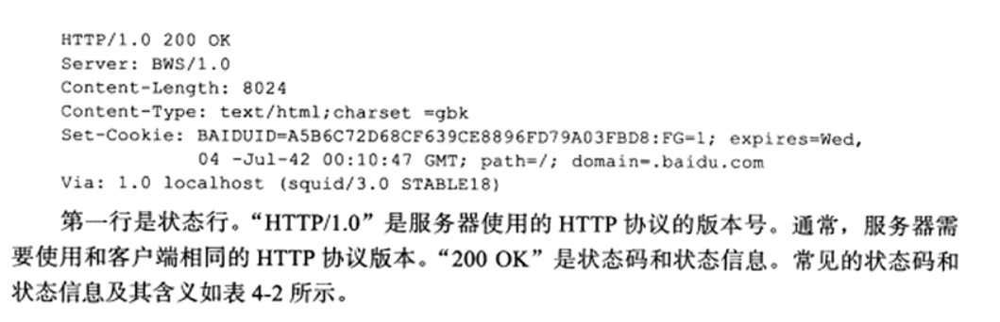 HTTP/1.0 200 OK
Server: BWS/1.0
Content-Length: 8024
Content-Type: text/html;charset =gbk
Set-Cookie: BAIDUID=A5B6C72D68CF639CE8896FD79A03FBD8:FG=1; expires=Wed,
04 -Jul-42 00:10:47 GMT; path=/; domain=.baidu.com
Via: 1.0 localhost (squid/3.0 STABLE18)
第一行是状态行。“HTTP/1.0”是服务器使用的 HTTP 协议的版本号。通常，服务器需
要使用和客户端相同的 HTTP 协议版本。“200 OK”是状态码和状态信息。常见的状态码和
状态信息及其含义如表 4-2 所示。